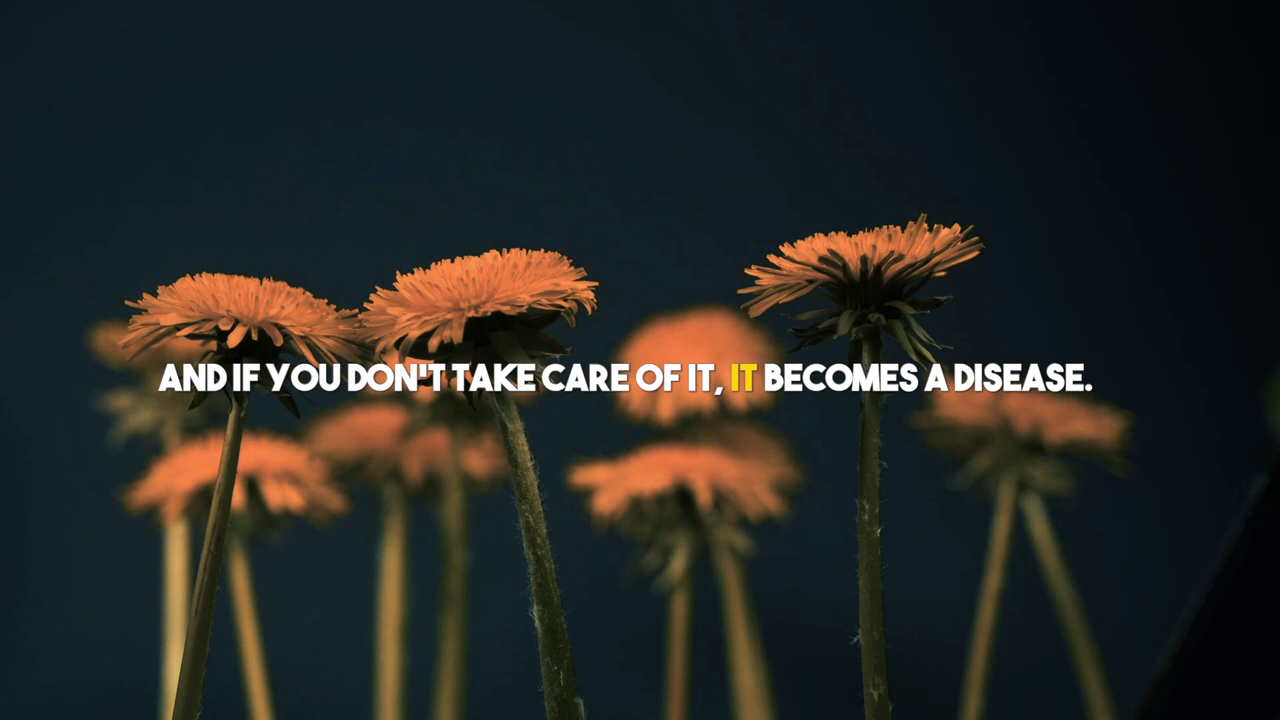 AND IF YOU DON'T TAKE CARE OF IT, IT BECOMES A DISEASE.